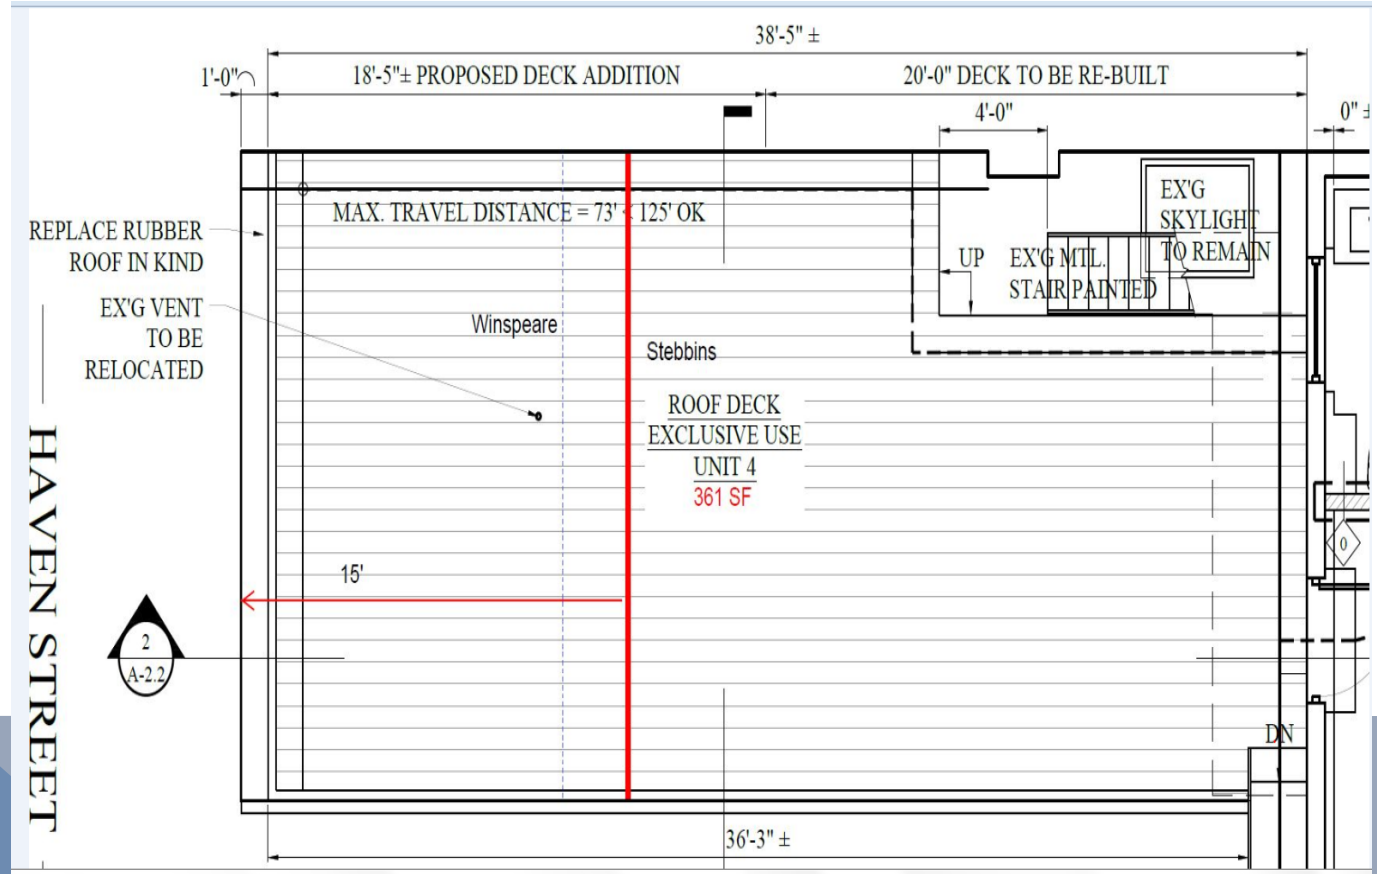 38'-5" ±
1'-0"
18'-5"± PROPOSED DECK ADDITION
20'-0" DECK TO BE RE-BUILT
4'-0"
0" ±
MAX. TRAVEL DISTANCE = 73' < 125' OK
EX'G
SKYLIGHT
TO REMAIN
REPLACE RUBBER
ROOF IN KIND
UP
EX'G MTL.
STAIR PAINTED
EX'G VENT
TO BE
RELOCATED
Winspeare
Stebbins
ROOF DECK
EXCLUSIVE USE
UNIT 4
361 SF
HAVEN STREET
15'
0
2
A-2.2
DN
36'-3" ±